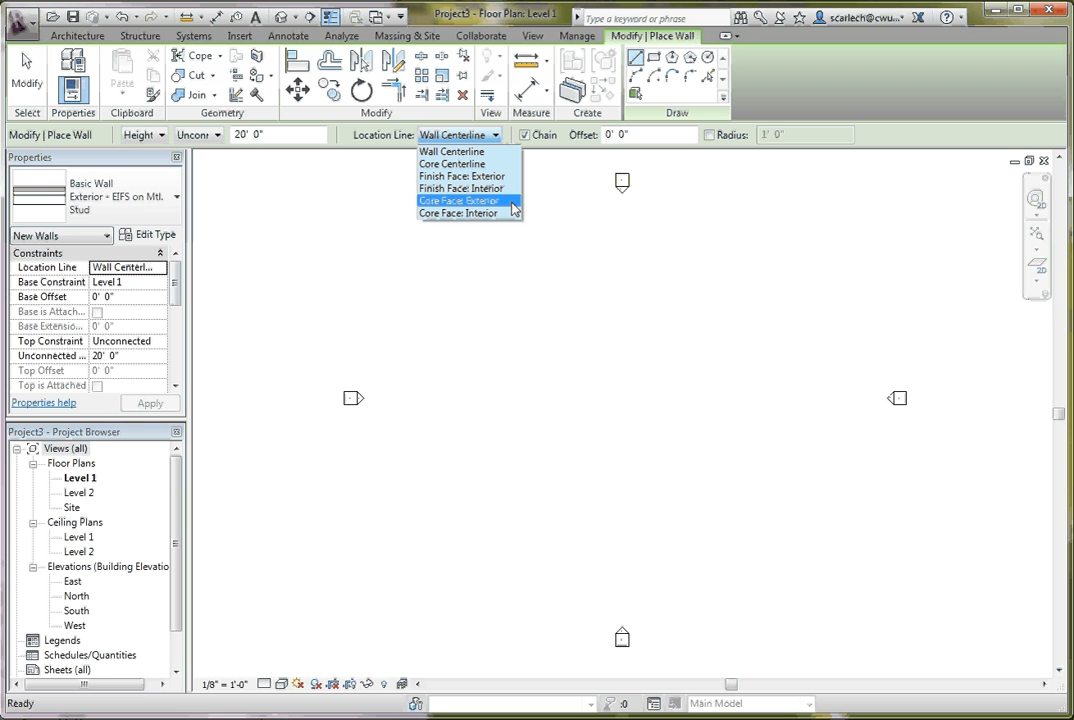 Project3 - Floor Plan: Level 1
Type a keyword or phrase
scarlech@cwu...
Architecture
Structure
Systems
Insert
Annotate
Analyze
Massing & Site
Collaborate
View
Manage
Modify | Place Wall
Modify
Paste
Cope
Cut
Join
Select
Properties
Clipboard
Geometry
Modify
View
Measure
Create
Draw
Modify | Place Wall
Height
Uncon:
20' 0"
Location Line:
Wall Centerline
Chain
Offset:
0' 0"
Radius:
1' 0"
Wall Centerline
Core Centerline
Finish Face: Exterior
Finish Face: Interior
Core Face: Exterior
Core Face: Interior
2D
2D
Properties
Basic Wall
Exterior - EIFS on Mtl.
Stud
New Walls
Edit Type
Constraints
Location Line
Wall Centerl...
Base Constraint
Level 1
Base Offset
0' 0"
Base is Attach...
Base Extensio...
0' 0"
Top Constraint
Unconnected
Unconnected ...
20' 0"
Top Offset
0' 0"
Top is Attached
Properties help
Apply
Project3 - Project Browser
Views (all)
Floor Plans
Level 1
Level 2
Site
Ceiling Plans
Level 1
Level 2
Elevations (Building Elevatio
East
North
South
West
Legends
Schedules/Quantities
Sheets (all)
1/8" = 1'-0"
Ready
:0
Main Model